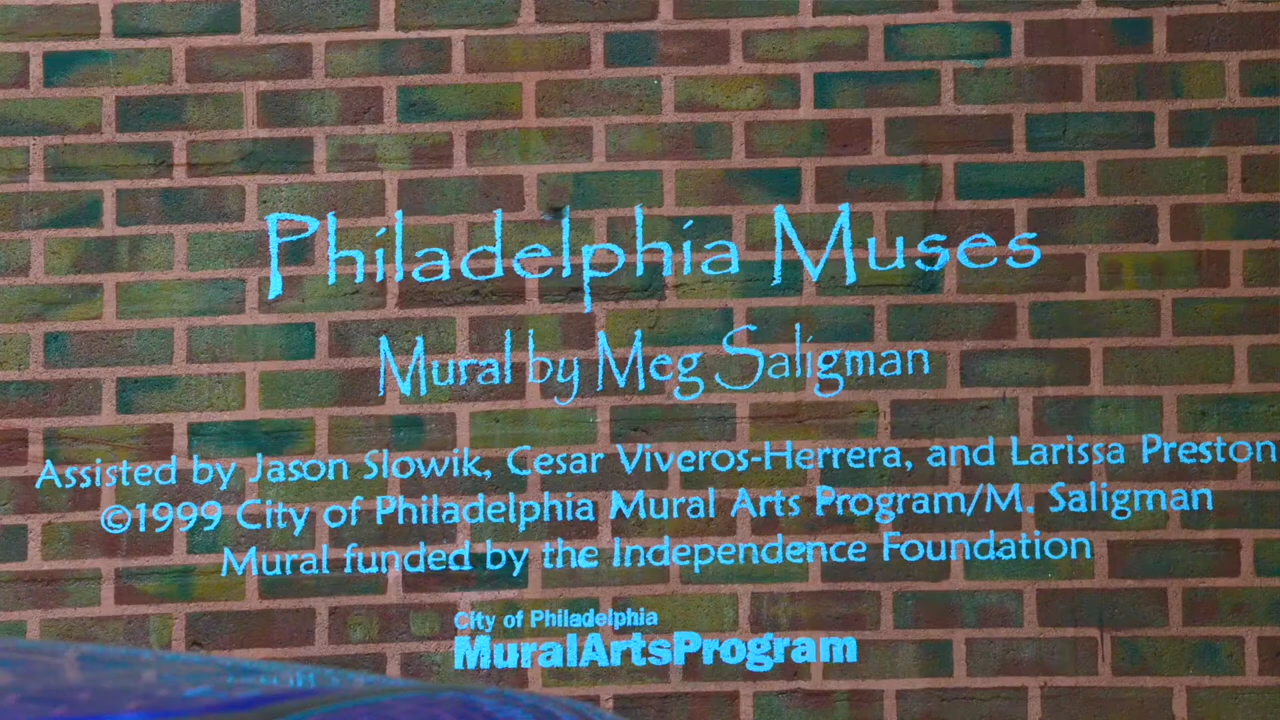 Philadelphia Muses
Mural by Meg Saligman
Assisted by Jason Slowik, Cesar Viveros-Herrera, and Larissa Preston
©1999 City of Philadelphia Mural Arts Program/M. Saligman
Mural funded by the Independence Foundation
City of Philadelphia
MuralArtsProgram